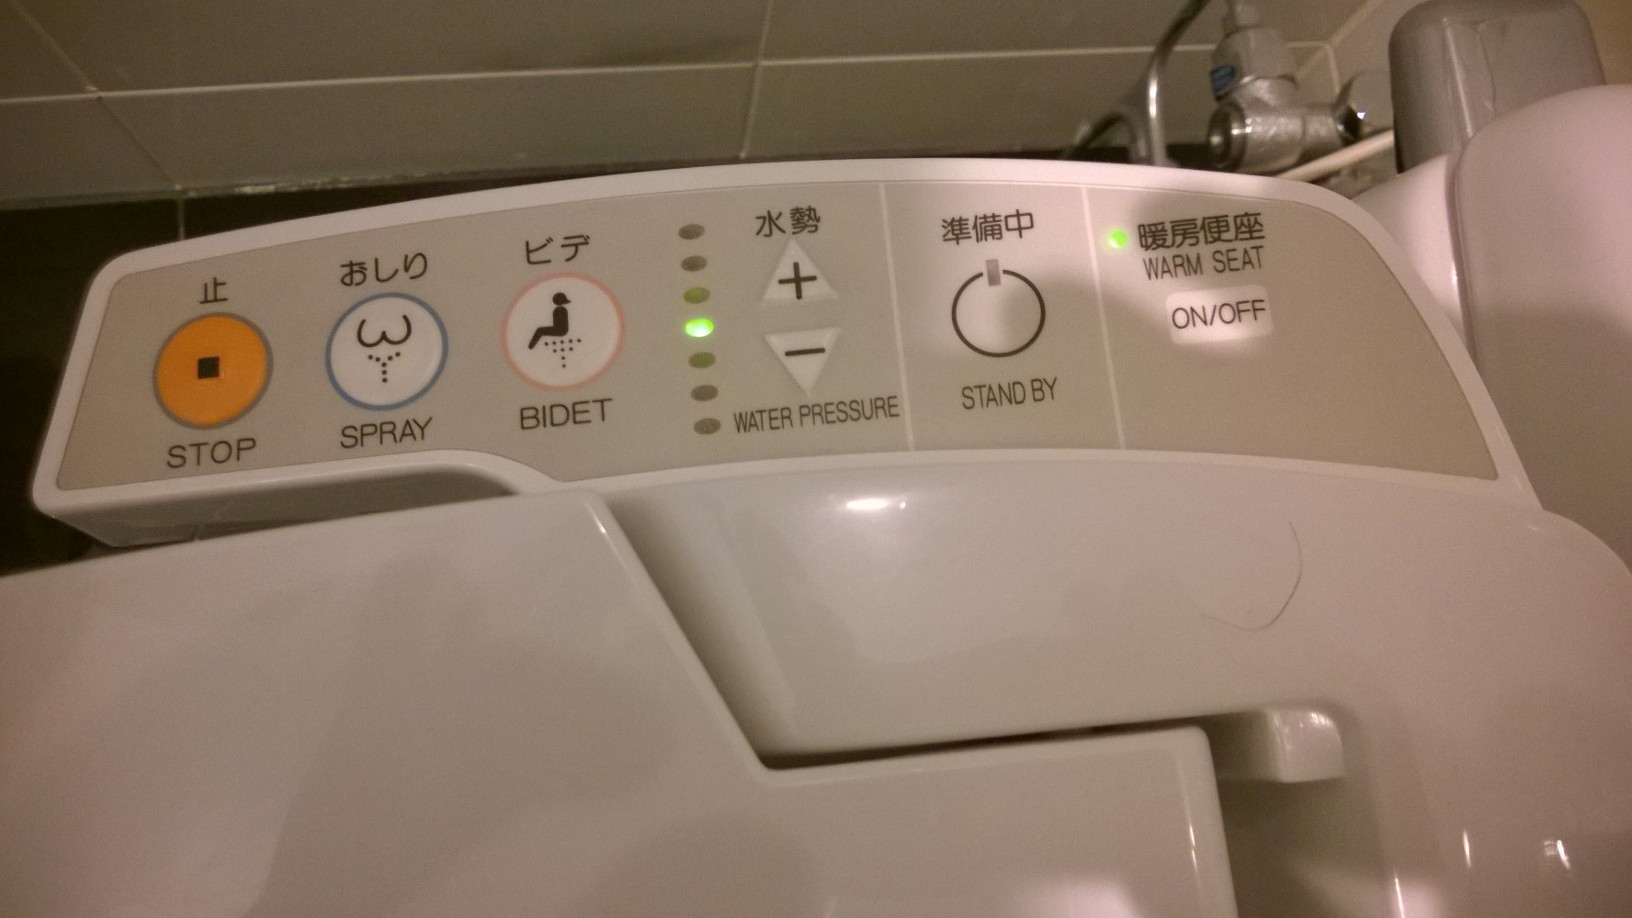 止
STOP
おしり
SPRAY
ビデ
BIDET
水勢
+
−
WATER PRESSURE
準備中
STAND BY
暖房便座
WARM SEAT
ON/OFF